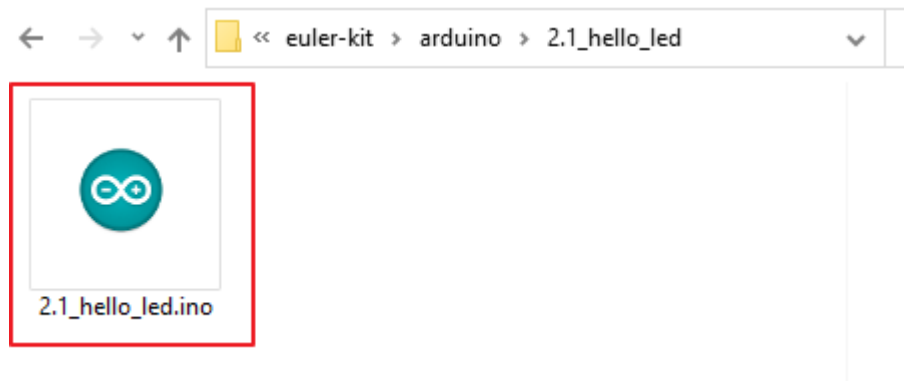 « euler-kit > arduino > 2.1_hello_led
2.1_hello_led.ino